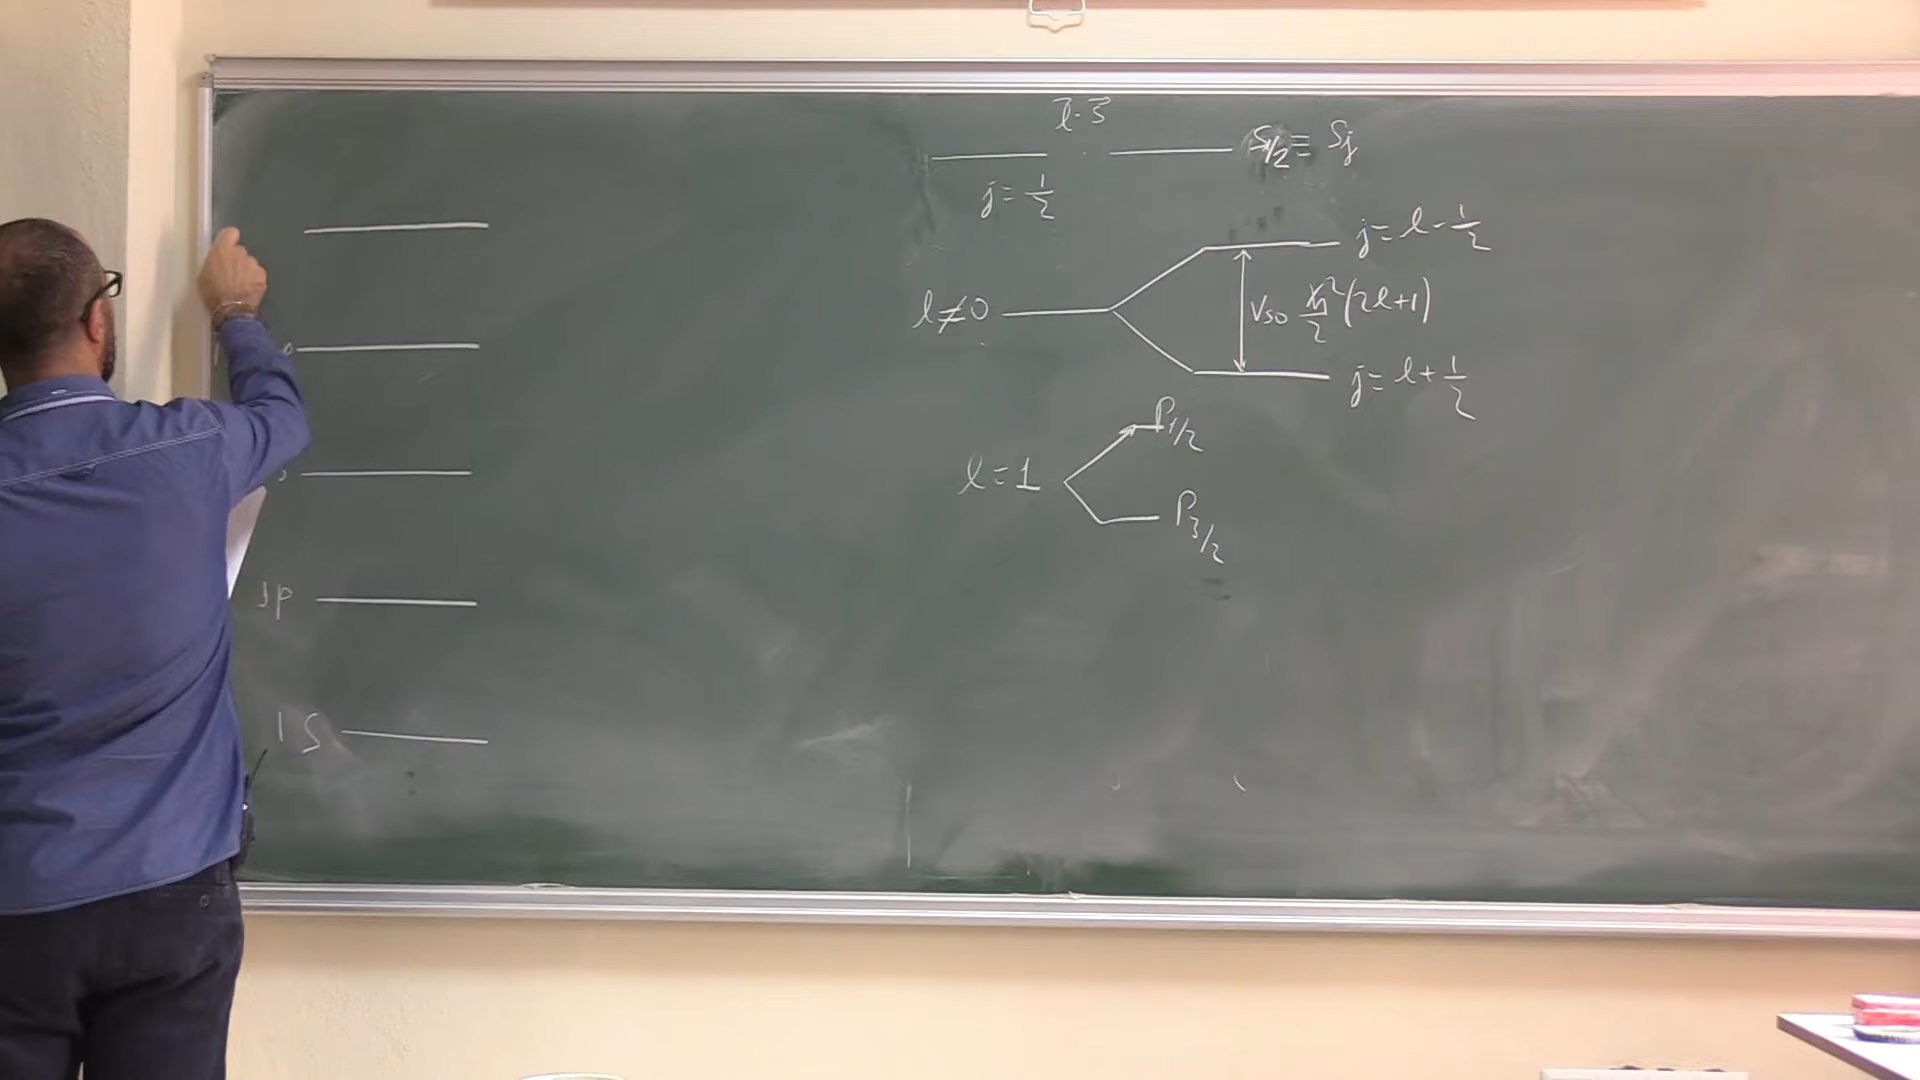 1p
1 S
l⃗·s⃗
S1/2 ≡ Sj
j = 1/2
j = l - 1/2
l ≠ 0
Vso ħ²/2 (2l+1)
j = l + 1/2
P1/2
l = 1
P3/2